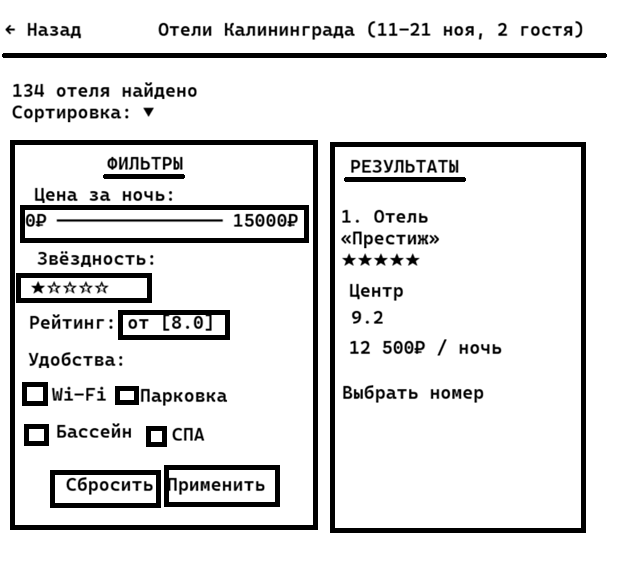 ← Назад Отели Калининграда (11–21 ноя, 2 гостя)
134 отеля найдено
Сортировка: ▼
ФИЛЬТРЫ
Цена за ночь:
0₽ ─────────── 15000₽
Звёздность:
★☆☆☆☆
Рейтинг: от [8.0]
Удобства:
Wi-Fi Парковка
Бассейн СПА
Сбросить Применить
РЕЗУЛЬТАТЫ
1. Отель
«Престиж»
★★★★★
Центр
9.2
12 500₽ / ночь
Выбрать номер